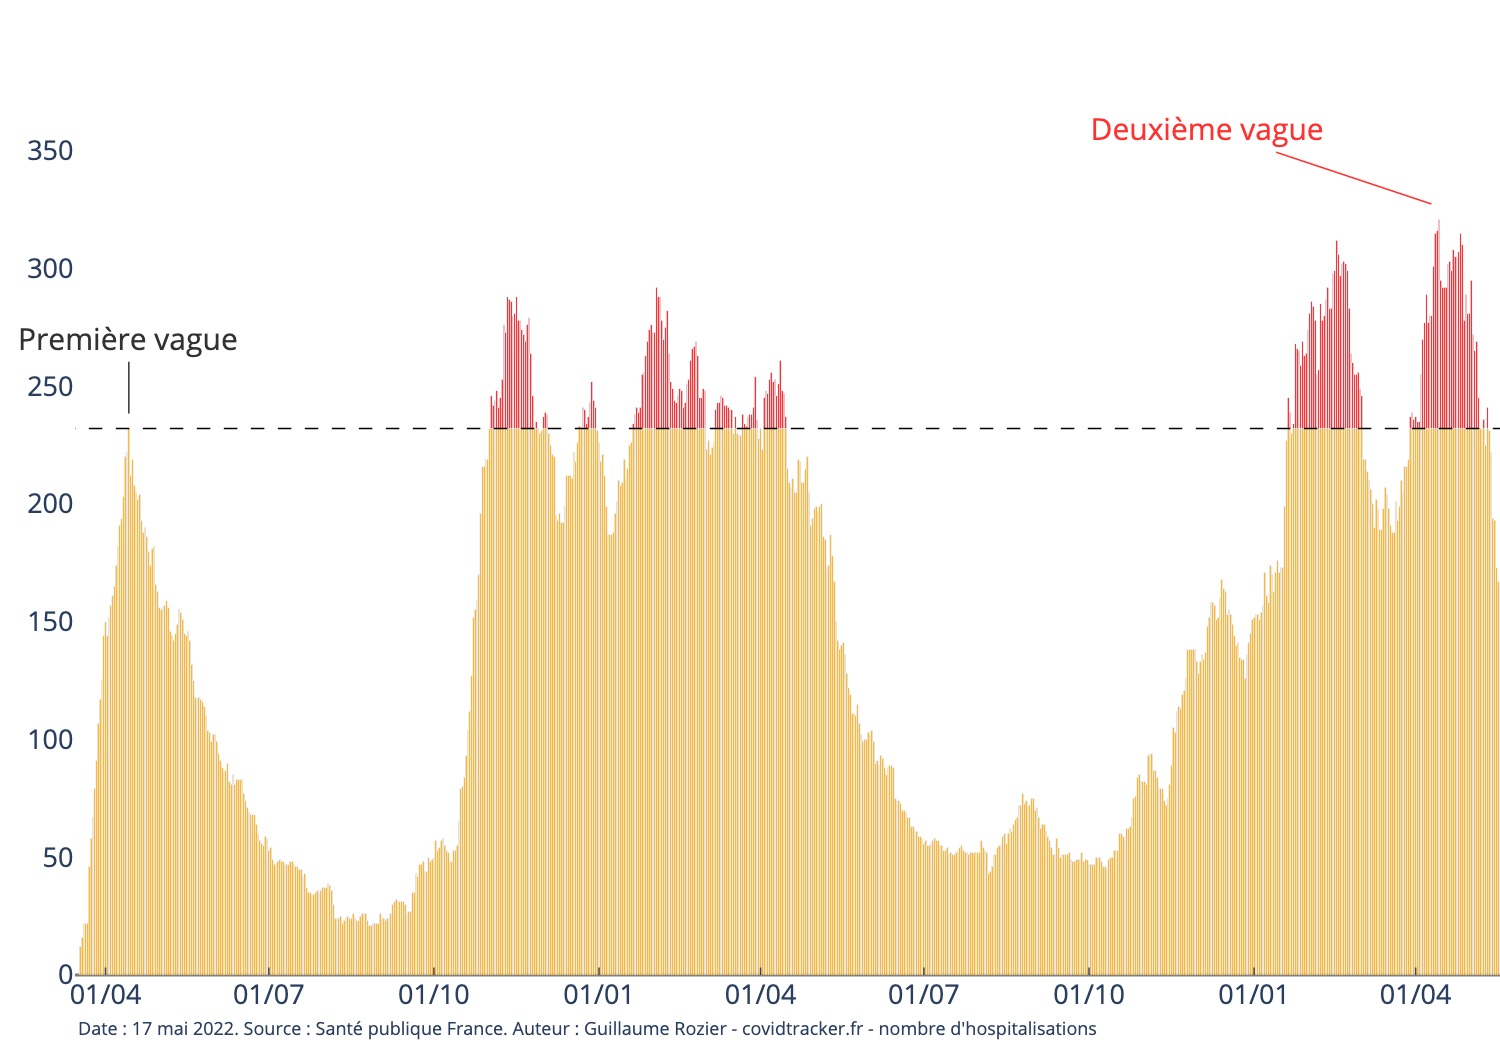 Deuxième vague
350
300
Première vague
250
200
150
100
50
0
01/04 01/07 01/10 01/01 01/04 01/07 01/10 01/01 01/04
Date : 17 mai 2022. Source : Santé publique France. Auteur : Guillaume Rozier - covidtracker.fr - nombre d'hospitalisations